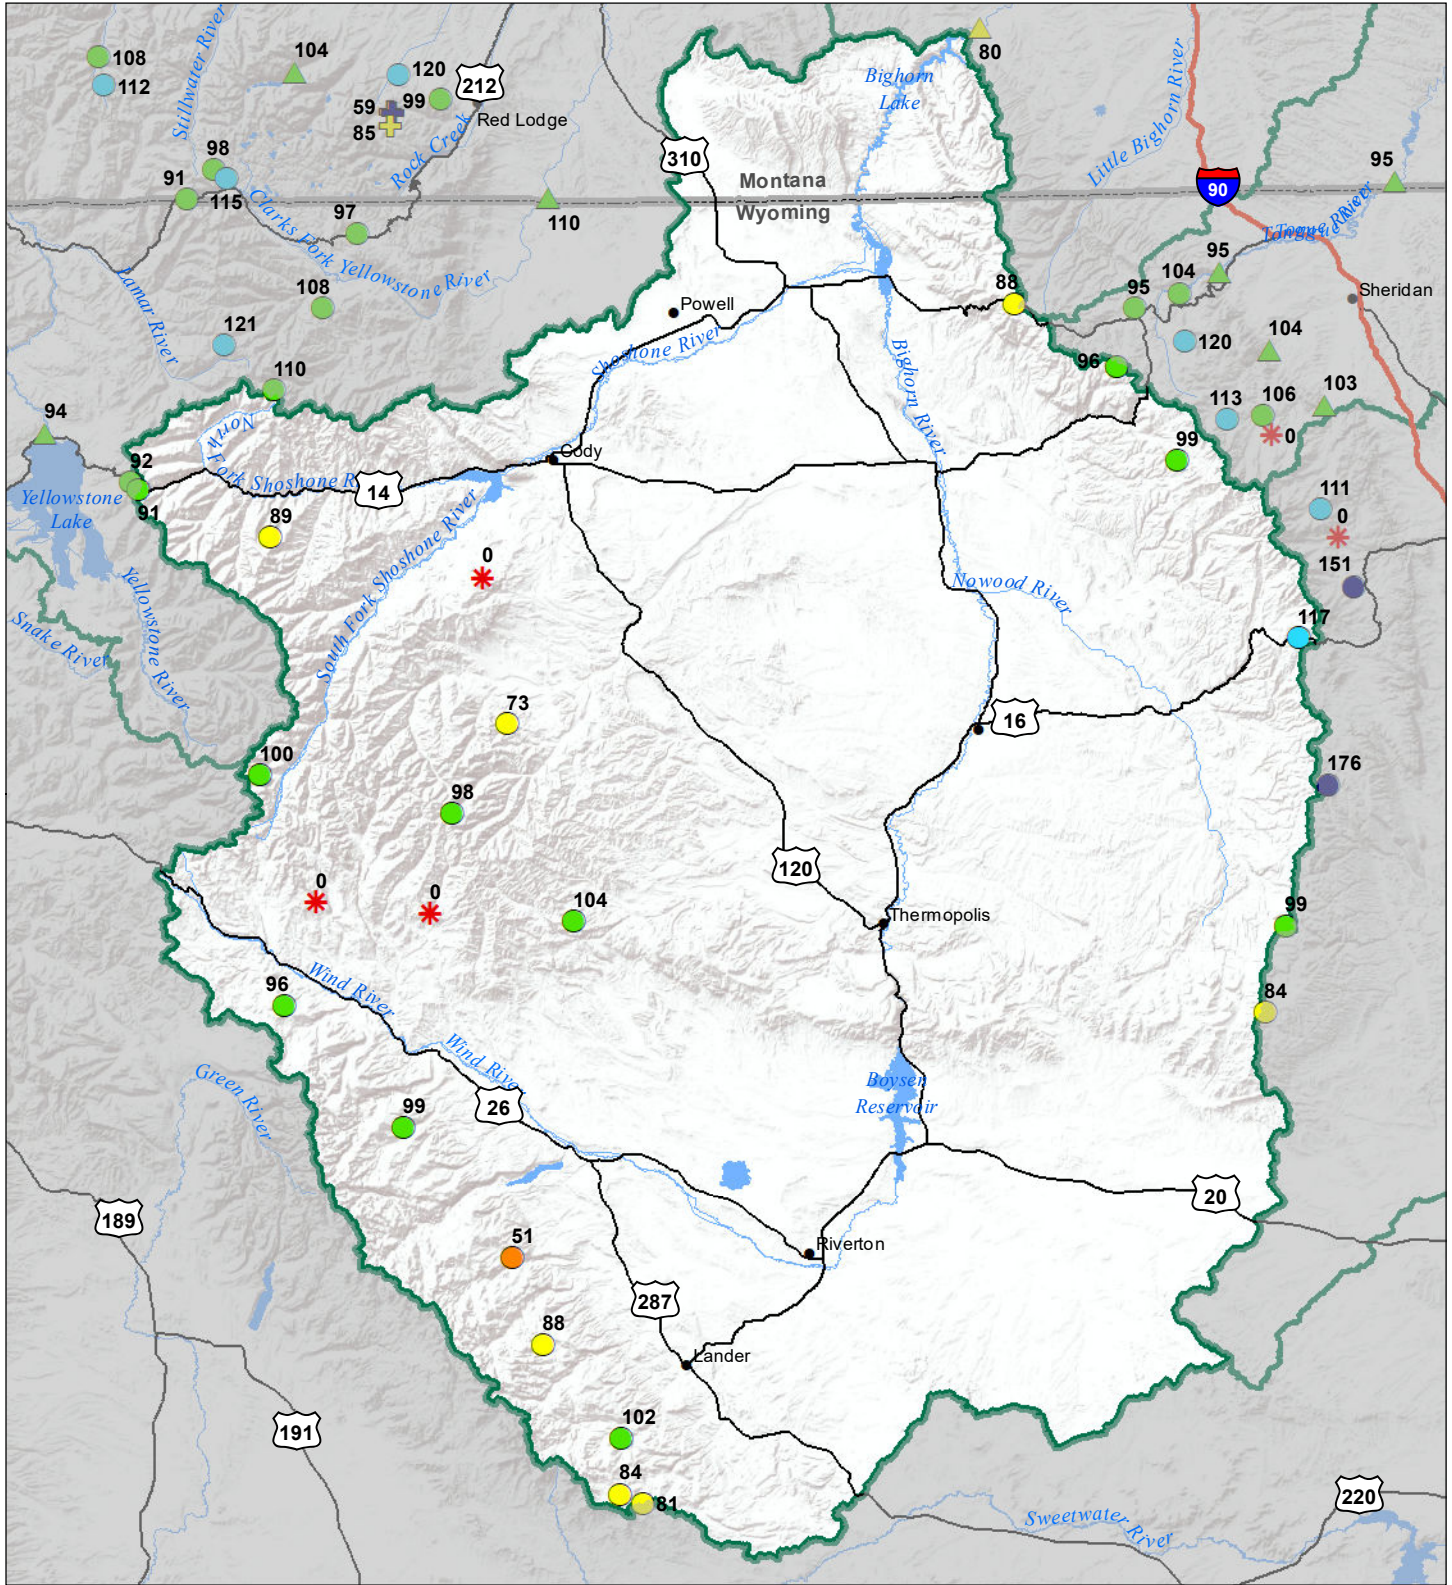 80
108
104
120
112
212
59
99
85
Red Lodge
Stillwater River
Rock Creek
Bighorn
Lake
Little Bighorn River
310
98
91
115
Montana
Wyoming
90
95
110
97
Clarks Fork Yellowstone River
Tongue River
Tongue River
95
104
Lamar River
108
88
95
Sheridan
Powell
121
Shoshone River
Bighorn River
120
104
96
110
113
106
103
0
94
North
Fork Shoshone R
Cody
99
92
14
91
Yellowstone
Lake
89
111
0
South Fork Shoshone River
0
151
Yellowstone River
Nowood River
Snake River
117
73
16
100
176
98
120
0
0
104
Thermopolis
99
Wind River
96
84
Wind River
Green River
Boysen
Reservoir
99
26
189
20
51
Riverton
287
88
Lander
102
191
84
81
220
Sweetwater River